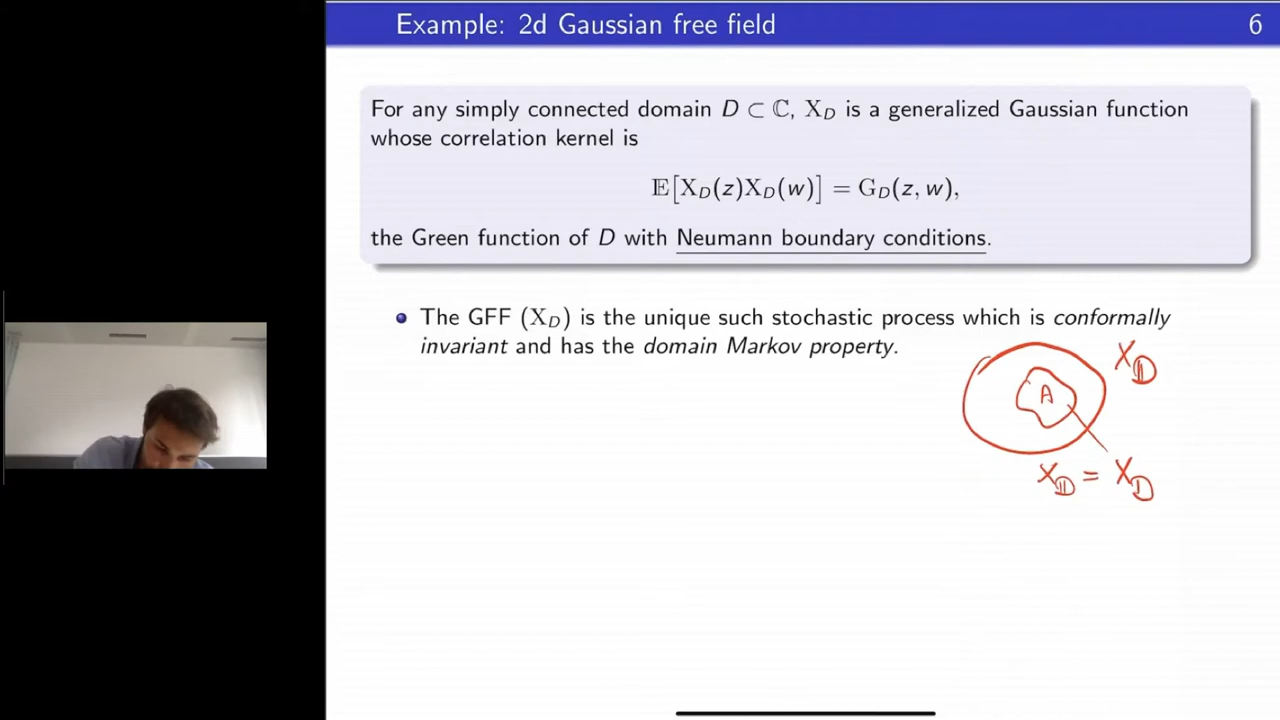 Example: 2d Gaussian free field 6
For any simply connected domain D ⊂ ℂ, X_D is a generalized Gaussian function
whose correlation kernel is
𝔼[X_D(z)X_D(w)] = G_D(z, w),
the Green function of D with Neumann boundary conditions.
• The GFF (X_D) is the unique such stochastic process which is conformally
invariant and has the domain Markov property.
X_𝔻
A
X_𝔻 = X_𝔻